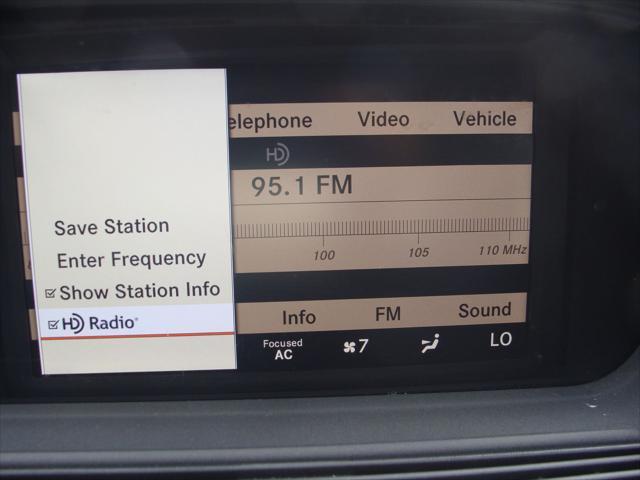 elephone Video Vehicle
HD
95.1 FM
100 105 110 MHz
Save Station
Enter Frequency
Show Station Info
HD Radio
Info FM Sound
Focused
AC
7
LO